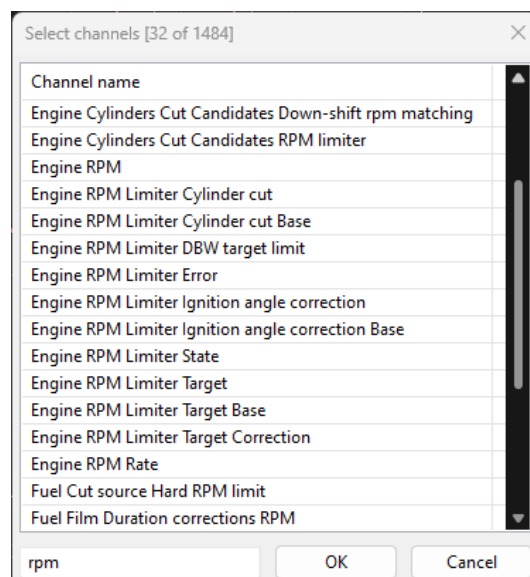 Select channels [32 of 1484]
Channel name
Engine Cylinders Cut Candidates Down-shift rpm matching
Engine Cylinders Cut Candidates RPM limiter
Engine RPM
Engine RPM Limiter Cylinder cut
Engine RPM Limiter Cylinder cut Base
Engine RPM Limiter DBW target limit
Engine RPM Limiter Error
Engine RPM Limiter Ignition angle correction
Engine RPM Limiter Ignition angle correction Base
Engine RPM Limiter State
Engine RPM Limiter Target
Engine RPM Limiter Target Base
Engine RPM Limiter Target Correction
Engine RPM Rate
Fuel Cut source Hard RPM limit
Fuel Film Duration corrections RPM
rpm OK Cancel